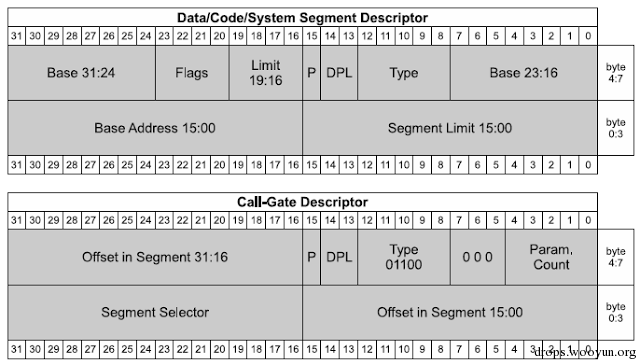 Data/Code/System Segment Descriptor
31 30 29 28 27 26 25 24 23 22 21 20 19 18 17 16 15 14 13 12 11 10 9 8 7 6 5 4 3 2 1 0
Base 31:24 Flags Limit 19:16 P DPL Type Base 23:16 byte 4:7
Base Address 15:00 Segment Limit 15:00 byte 0:3
31 30 29 28 27 26 25 24 23 22 21 20 19 18 17 16 15 14 13 12 11 10 9 8 7 6 5 4 3 2 1 0
Call-Gate Descriptor
31 30 29 28 27 26 25 24 23 22 21 20 19 18 17 16 15 14 13 12 11 10 9 8 7 6 5 4 3 2 1 0
Offset in Segment 31:16 P DPL Type 01100 0 0 0 Param, Count byte 4:7
Segment Selector Offset in Segment 15:00 byte 0:3
31 30 29 28 27 26 25 24 23 22 21 20 19 18 17 16 15 14 13 12 11 10 9 8 7 6 5 4 3 2 1 0
drops.wooyun.org